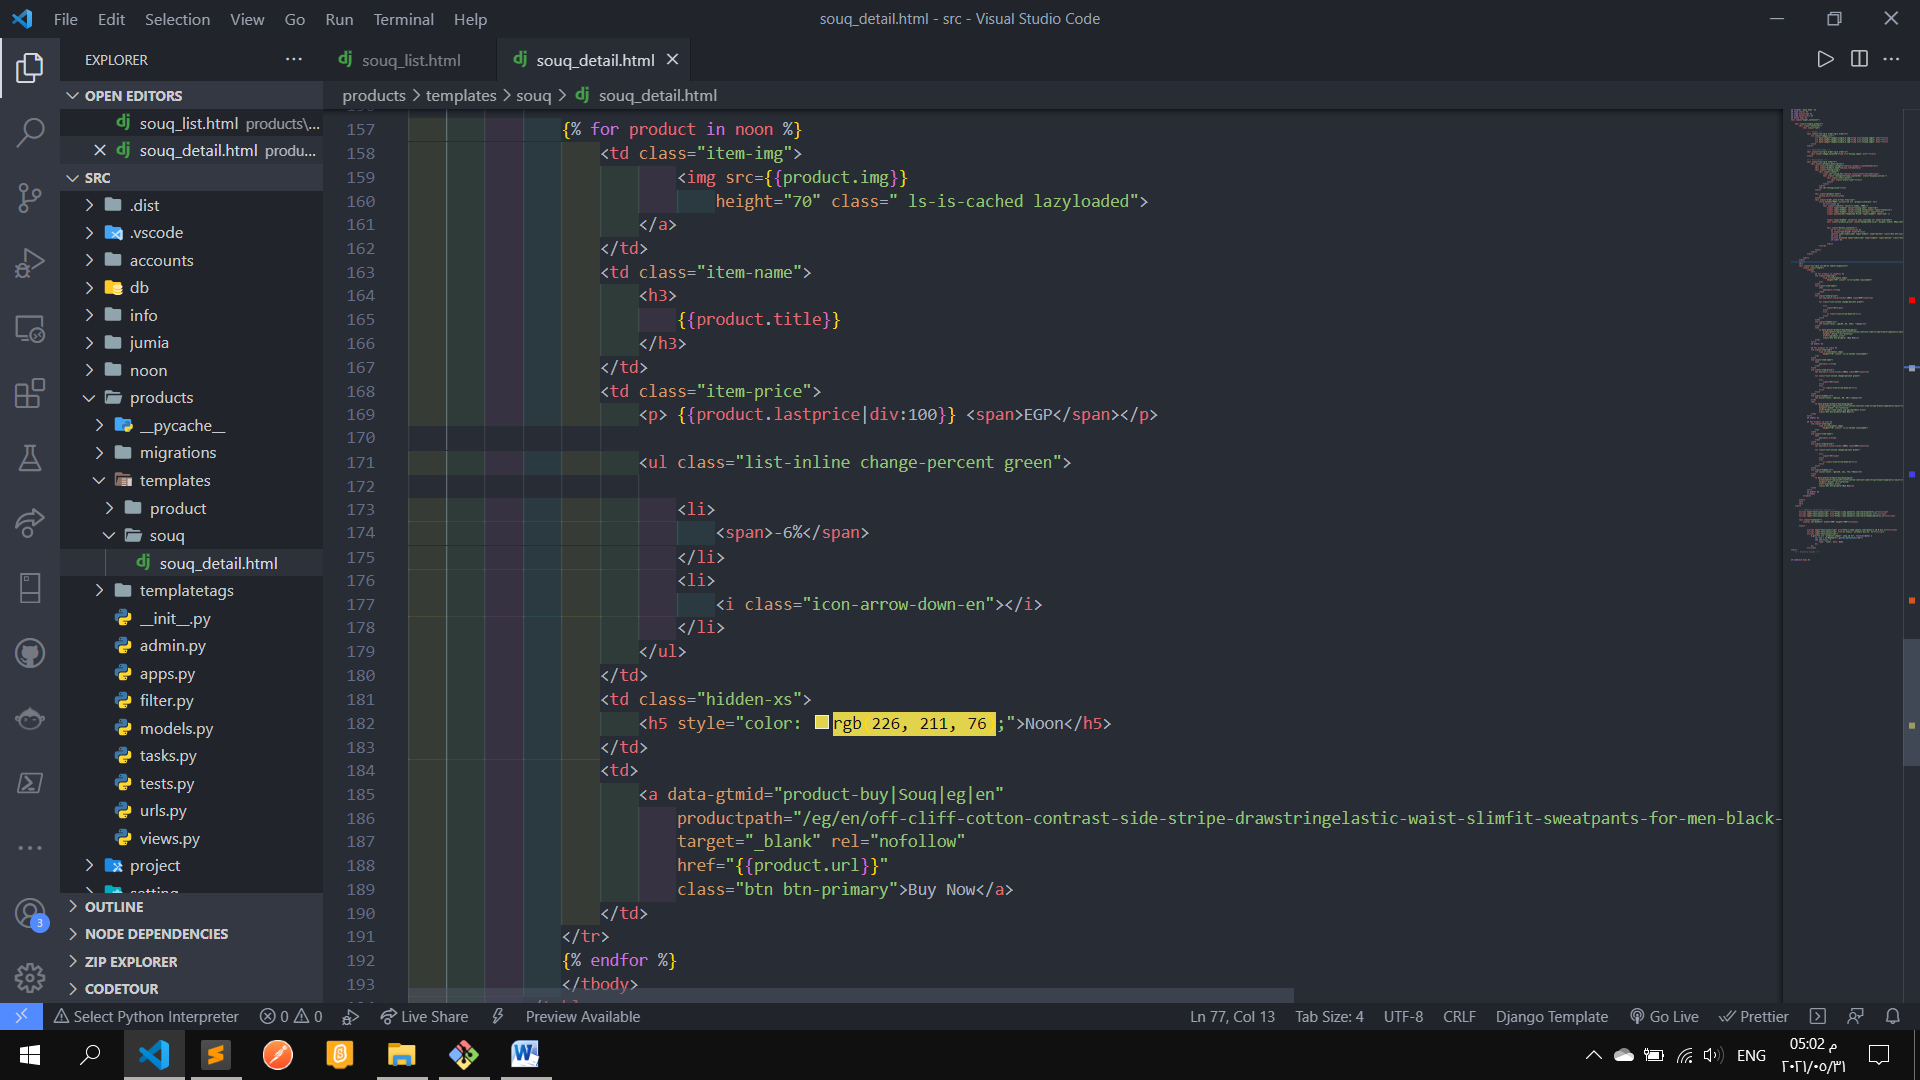 File Edit Selection View Go Run Terminal Help
souq_detail.html - src - Visual Studio Code
EXPLORER
souq_list.html
souq_detail.html
OPEN EDITORS
souq_list.html products\...
souq_detail.html produ...
SRC
.dist
.vscode
accounts
db
info
jumia
noon
products
__pycache__
migrations
templates
product
souq
souq_detail.html
templatetags
__init__.py
admin.py
apps.py
filter.py
models.py
tasks.py
tests.py
urls.py
views.py
project
OUTLINE
NODE DEPENDENCIES
ZIP EXPLORER
CODETOUR
products > templates > souq > souq_detail.html
157 {% for product in noon %}
158 <td class="item-img">
159 <img src={{product.img}}
160 height="70" class=" ls-is-cached lazyloaded">
161 </a>
162 </td>
163 <td class="item-name">
164 <h3>
165 {{product.title}}
166 </h3>
167 </td>
168 <td class="item-price">
169 <p> {{product.lastprice|div:100}} <span>EGP</span></p>
170
171 <ul class="list-inline change-percent green">
172
173 <li>
174 <span>-6%</span>
175 </li>
176 <li>
177 <i class="icon-arrow-down-en"></i>
178 </li>
179 </ul>
180 </td>
181 <td class="hidden-xs">
182 <h5 style="color: rgb 226, 211, 76 ;">Noon</h5>
183 </td>
184 <td>
185 <a data-gtmid="product-buy|Souq|eg|en"
186 productpath="/eg/en/off-cliff-cotton-contrast-side-stripe-drawstringelastic-waist-slimfit-sweatpants-for-men-black-
187 target="_blank" rel="nofollow"
188 href="{{product.url}}"
189 class="btn btn-primary">Buy Now</a>
190 </td>
191 </tr>
192 {% endfor %}
193 </tbody>
3
Select Python Interpreter 0 0 Live Share Preview Available
Ln 77, Col 13 Tab Size: 4 UTF-8 CRLF Django Template Go Live Prettier
ENG
05:02 م
٢٠٢١/٠٥/٣١